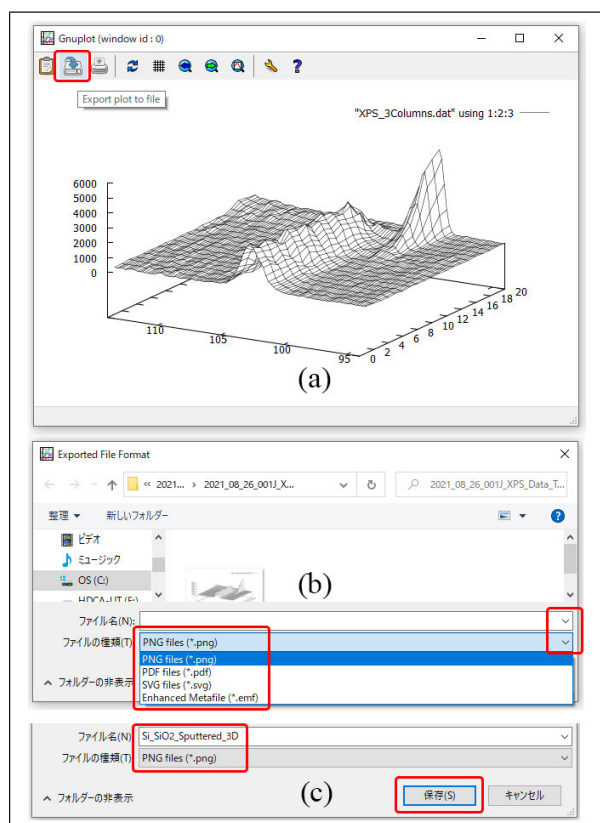 Gnuplot (window id : 0)
Export plot to file
"XPS_3Columns.dat" using 1:2:3
6000
5000
4000
3000
2000
1000
0
110
105
100
95
0
2
4
6
8
10
12
14
16
18
20
(a)
Exported File Format
« 2021... › 2021_08_26_001J_X...
2021_08_26_001J_XPS_Data_T...
整理 新しいフォルダー
ビデオ
ミュージック
OS (C:)
HDCA-UT (F:)
(b)
ファイル名(N):
ファイルの種類(T): PNG files (*.png)
PNG files (*.png)
PDF files (*.pdf)
SVG files (*.svg)
Enhanced Metafile (*.emf)
フォルダーの非表示
ファイル名(N): Si_SiO2_Sputtered_3D
ファイルの種類(T): PNG files (*.png)
フォルダーの非表示
(c)
保存(S) キャンセル